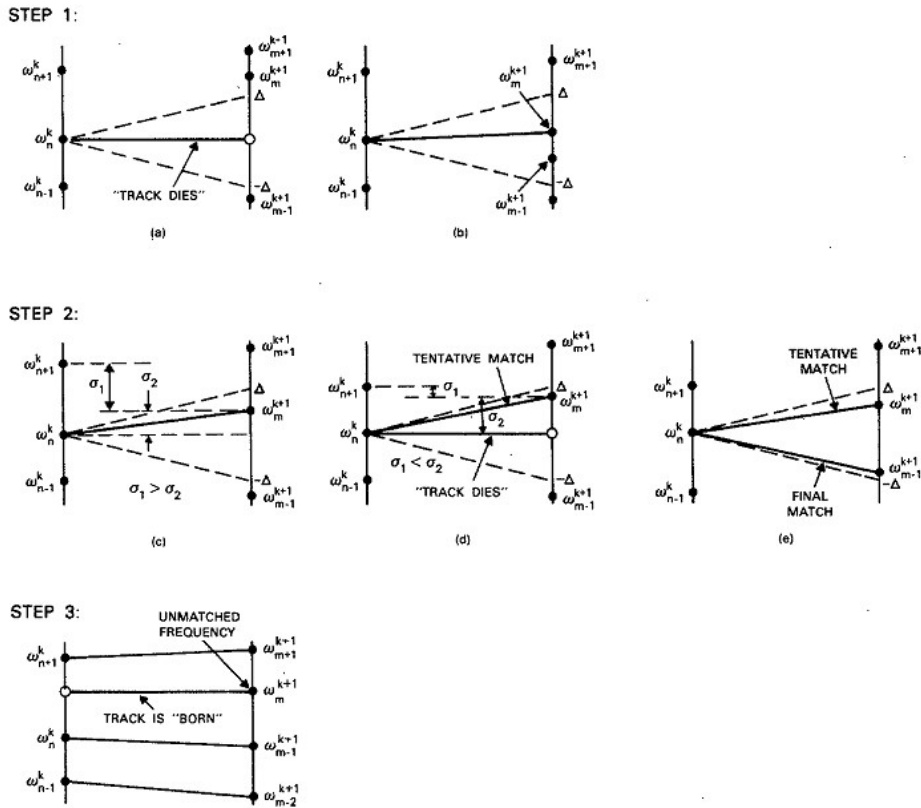 STEP 1:
ω_{n+1}^k
ω_n^k
ω_{n-1}^k
ω_{m+1}^{k+1}
ω_m^{k+1}
Δ
-Δ
ω_{m-1}^{k+1}
"TRACK DIES"
(a)
ω_{n+1}^k
ω_n^k
ω_{n-1}^k
ω_{m+1}^{k+1}
ω_m^{k+1}
Δ
-Δ
ω_{m-1}^{k+1}
(b)
STEP 2:
ω_{n+1}^k
ω_n^k
ω_{n-1}^k
σ_1
σ_2
σ_1 > σ_2
ω_{m+1}^{k+1}
Δ
ω_m^{k+1}
-Δ
ω_{m-1}^{k+1}
(c)
TENTATIVE MATCH
ω_{n+1}^k
ω_n^k
ω_{n-1}^k
σ_1
σ_2
σ_1 < σ_2
"TRACK DIES"
ω_{m+1}^{k+1}
Δ
ω_m^{k+1}
-Δ
ω_{m-1}^{k+1}
(d)
TENTATIVE
MATCH
ω_{n+1}^k
ω_n^k
ω_{n-1}^k
ω_{m+1}^{k+1}
Δ
ω_m^{k+1}
ω_{m-1}^{k+1}
-Δ
FINAL
MATCH
(e)
STEP 3:
UNMATCHED
FREQUENCY
ω_{n+1}^k
ω_{m+1}^{k+1}
ω_m^{k+1}
TRACK IS "BORN"
ω_n^k
ω_{m-1}^{k+1}
ω_{n-1}^k
ω_{m-2}^{k+1}